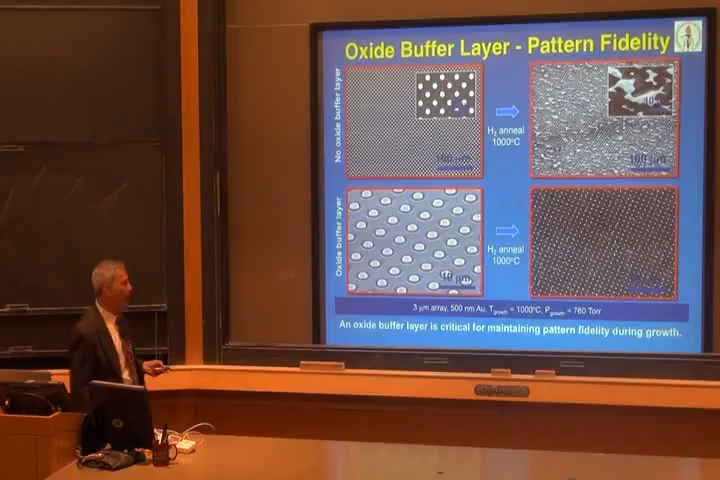 Oxide Buffer Layer - Pattern Fidelity
No oxide buffer layer
100 µm
H2 anneal
1000°C
100 µm
Oxide buffer layer
10 µm
H2 anneal
1000°C
3 µm array, 500 nm Au, Tgrowth = 1000°C, Pgrowth = 760 Torr
An oxide buffer layer is critical for maintaining pattern fidelity during growth.